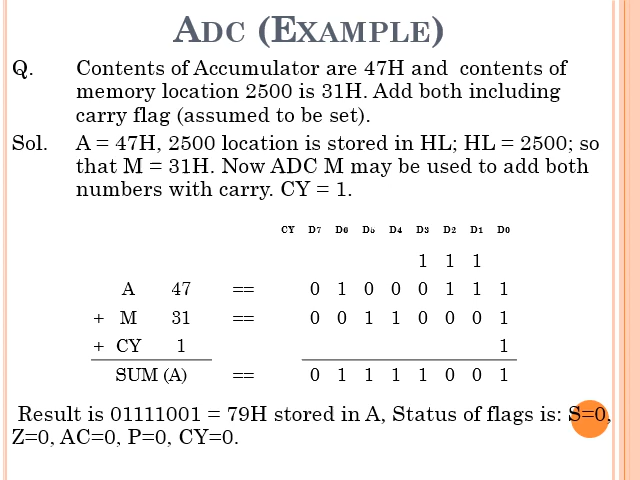 ADC (EXAMPLE)
Q. Contents of Accumulator are 47H and contents of
memory location 2500 is 31H. Add both including
carry flag (assumed to be set).
Sol. A = 47H, 2500 location is stored in HL; HL = 2500; so
that M = 31H. Now ADC M may be used to add both
numbers with carry. CY = 1.
CY D7 D6 D5 D4 D3 D2 D1 D0
1 1 1
A 47 == 0 1 0 0 0 1 1 1
+ M 31 == 0 0 1 1 0 0 0 1
+ CY 1 1
SUM (A) == 0 1 1 1 1 0 0 1
Result is 01111001 = 79H stored in A, Status of flags is: S=0,
Z=0, AC=0, P=0, CY=0.